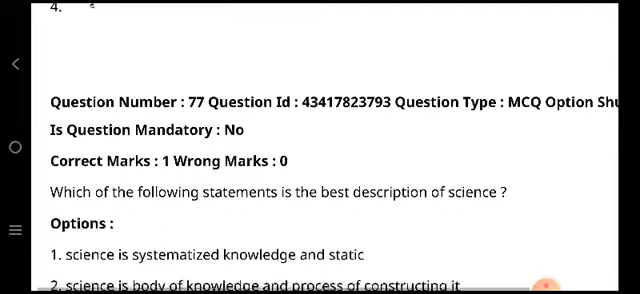 4.
Question Number : 77 Question Id : 43417823793 Question Type : MCQ Option Shu
Is Question Mandatory : No
Correct Marks : 1 Wrong Marks : 0
Which of the following statements is the best description of science ?
Options :
1. science is systematized knowledge and static
2. science is body of knowledge and process of constructing it